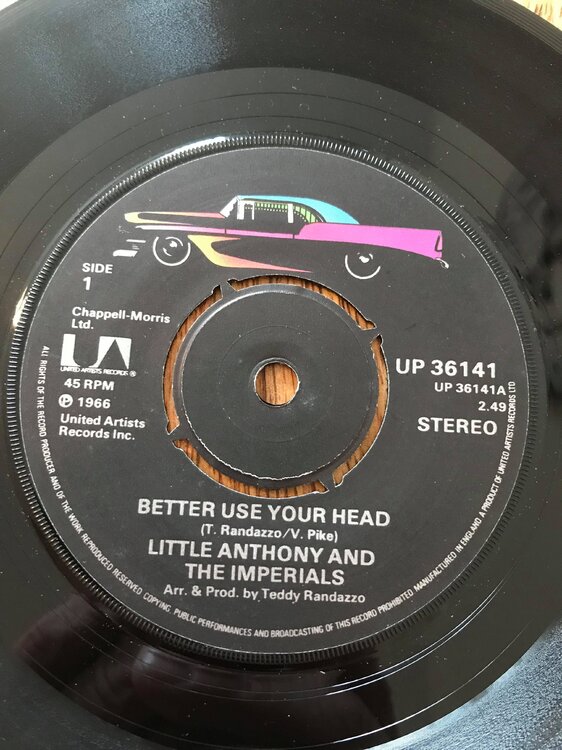 SIDE
1
Chappell-Morris
Ltd.
UA
UNITED ARTISTS RECORDS ®
45 RPM
℗ 1966
United Artists
Records Inc.
UP 36141
UP 36141A
2.49
STEREO
BETTER USE YOUR HEAD
(T. Randazzo/V. Pike)
LITTLE ANTHONY AND
THE IMPERIALS
Arr. & Prod. by Teddy Randazzo
ALL RIGHTS OF THE RECORD PRODUCER AND OF THE WORK REPRODUCED RESERVED COPYING, PUBLIC PERFORMANCES AND BROADCASTING OF THIS RECORD PROHIBITED MANUFACTURED IN ENGLAND A PRODUCT OF UNITED ARTISTS RECORDS LTD